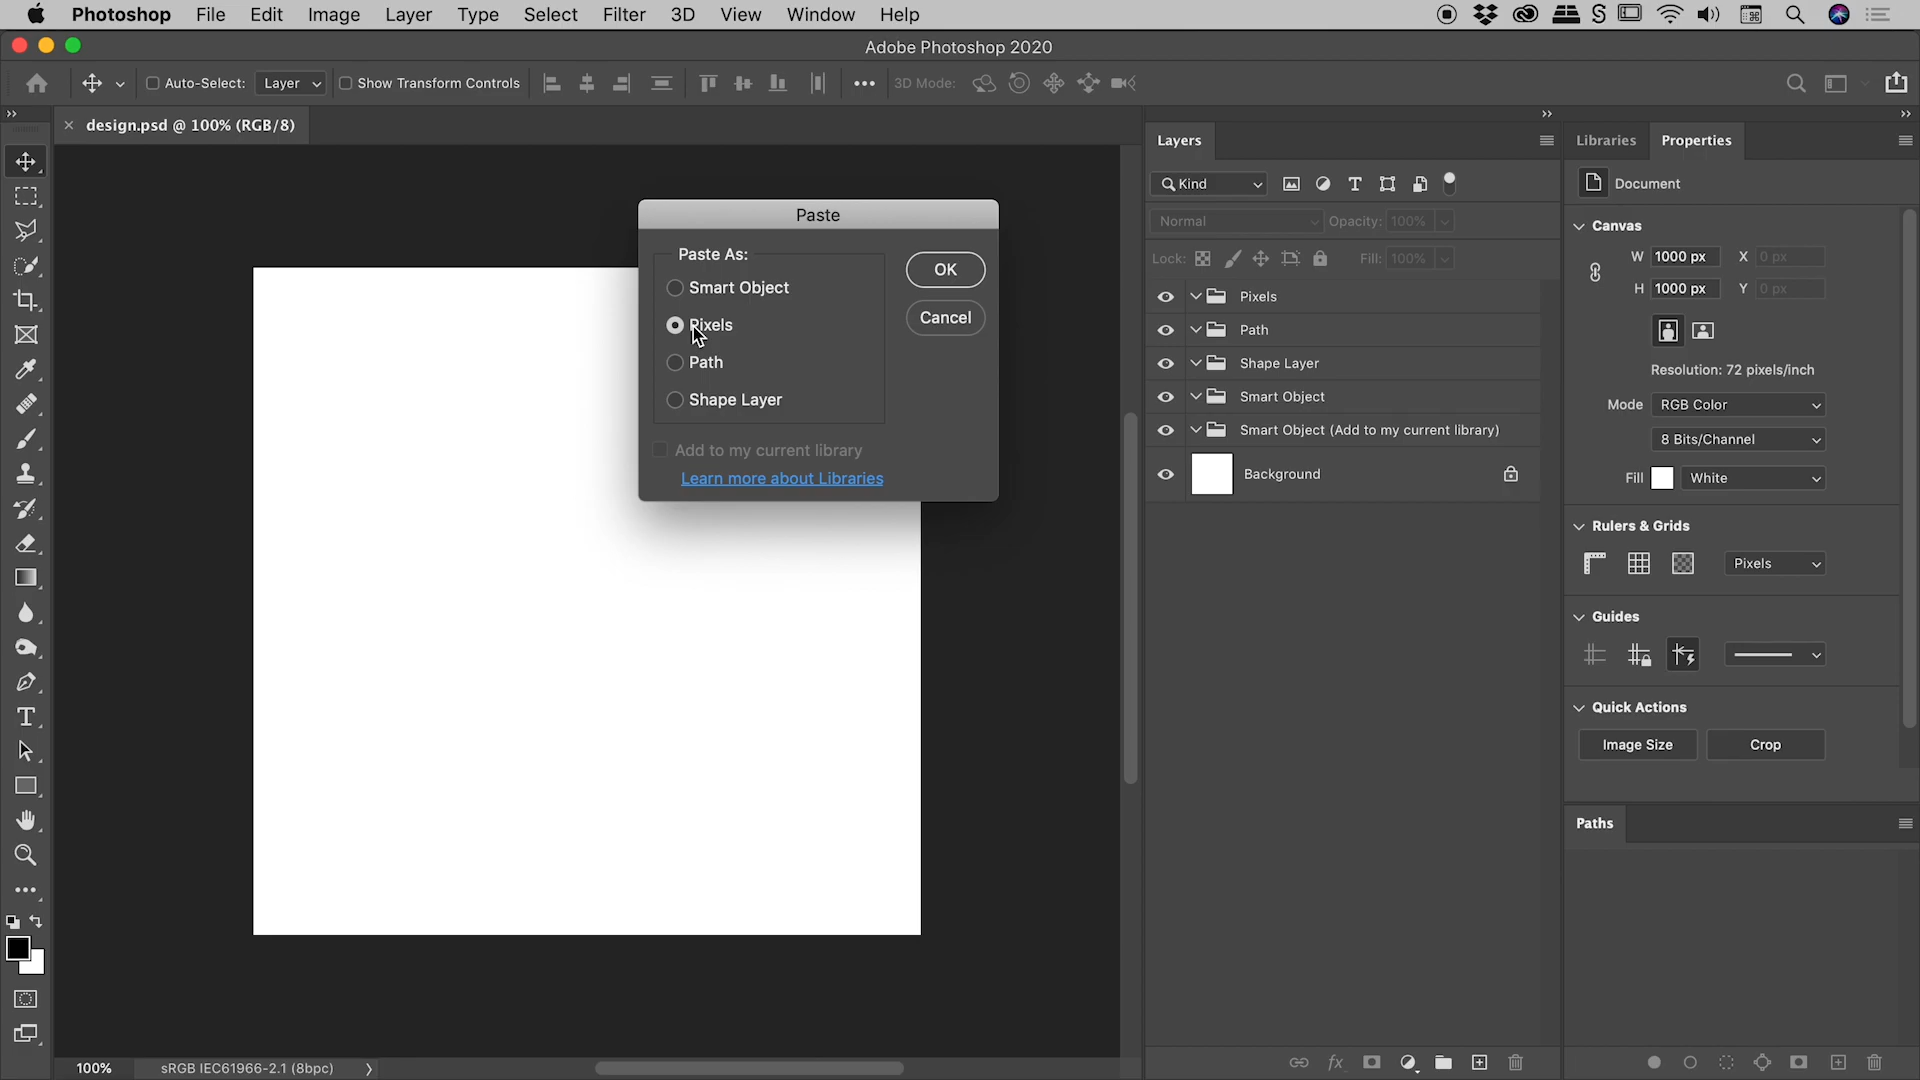 Photoshop File Edit Image Layer Type Select Filter 3D View Window Help
Adobe Photoshop 2020
Auto-Select: Layer Show Transform Controls 3D Mode:
design.psd @ 100% (RGB/8)
Paste
Paste As:
Smart Object
Pixels
Path
Shape Layer
OK
Cancel
Add to my current library
Learn more about Libraries
100% sRGB IEC61966-2.1 (8bpc)
Layers
Kind
Normal Opacity: 100%
Lock: Fill: 100%
Pixels
Path
Shape Layer
Smart Object
Smart Object (Add to my current library)
Background
Libraries Properties
Document
Canvas
W 1000 px X 0 px
H 1000 px Y 0 px
Resolution: 72 pixels/inch
Mode RGB Color
8 Bits/Channel
Fill White
Rulers & Grids
Pixels
Guides
Quick Actions
Image Size Crop
Paths